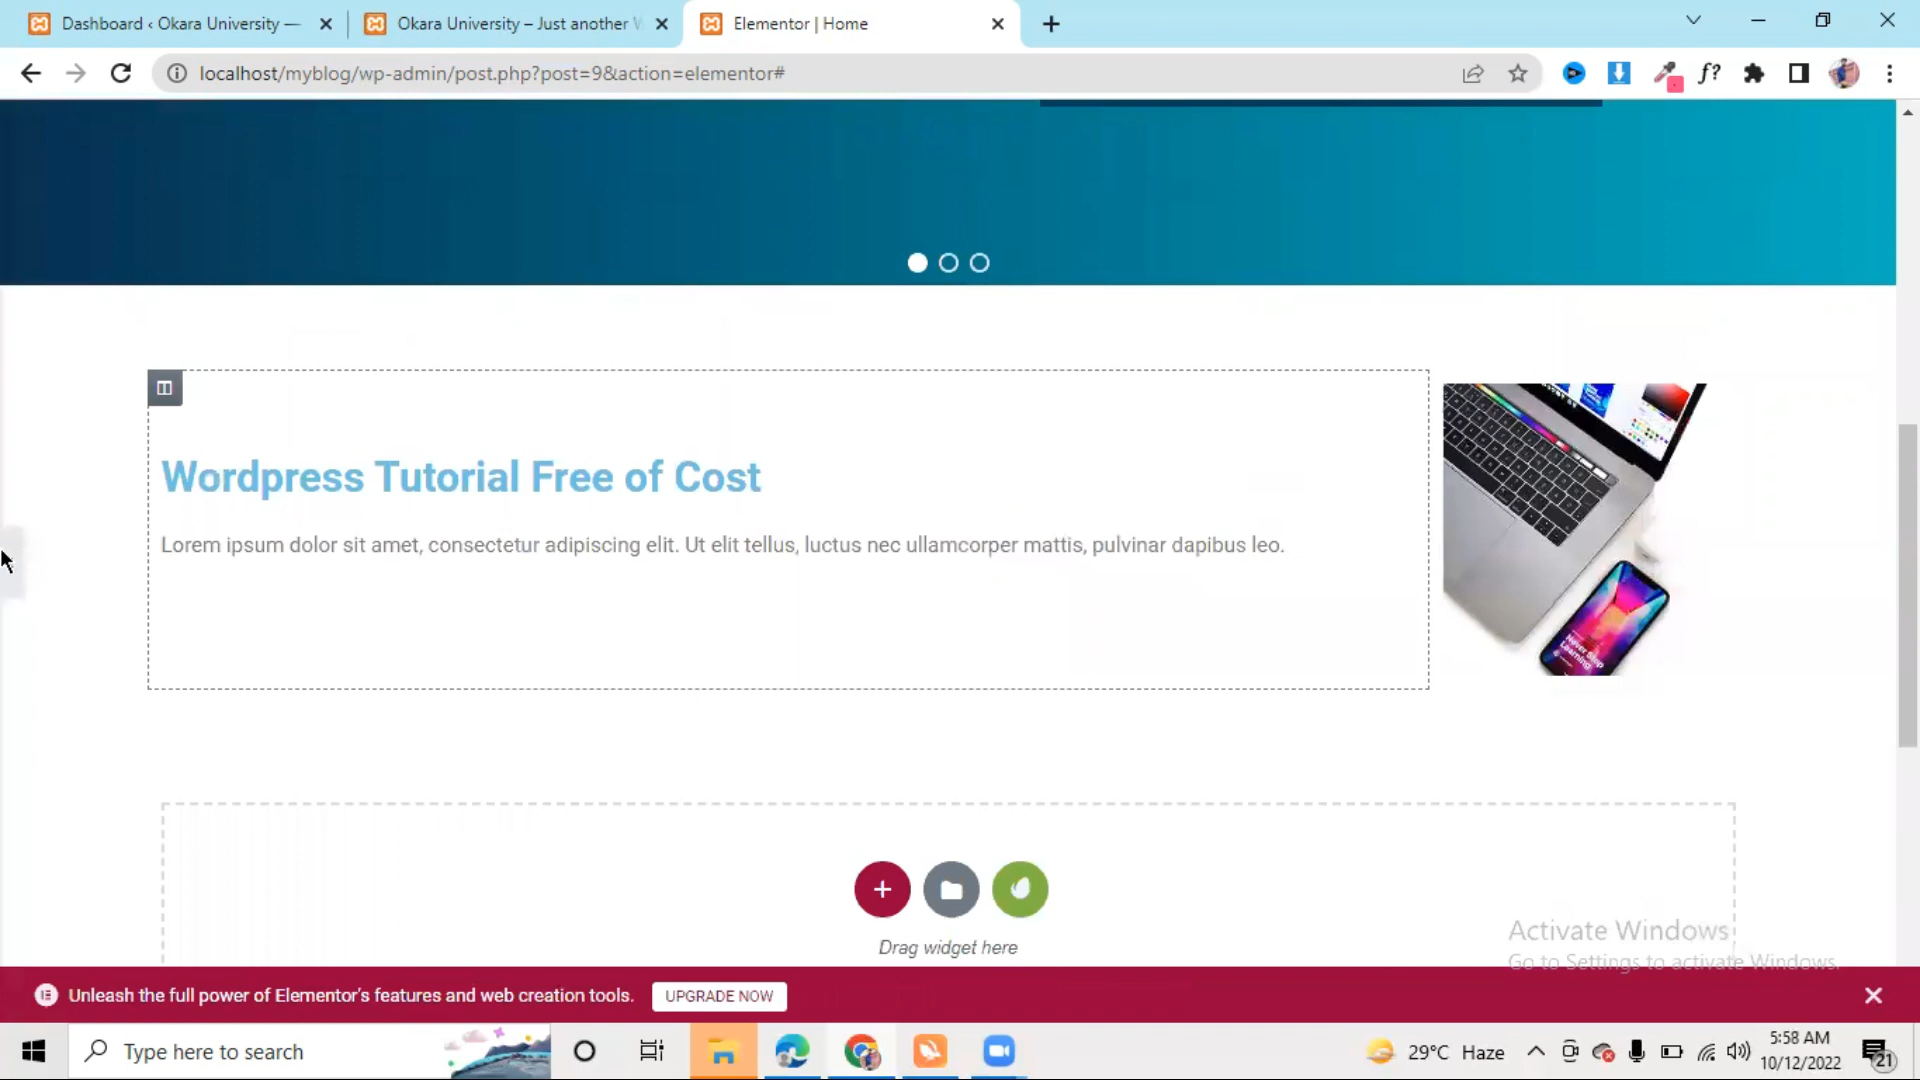 Dashboard ‹ Okara University —
Okara University – Just another W
Elementor | Home
localhost/myblog/wp-admin/post.php?post=9&action=elementor#
f?
Wordpress Tutorial Free of Cost
Lorem ipsum dolor sit amet, consectetur adipiscing elit. Ut elit tellus, luctus nec ullamcorper mattis, pulvinar dapibus leo.
Never Stop
Learning
Drag widget here
Activate Windows
Go to Settings to activate Windows.
Unleash the full power of Elementor's features and web creation tools.
UPGRADE NOW
Type here to search
29°C Haze
5:58 AM
10/12/2022
21